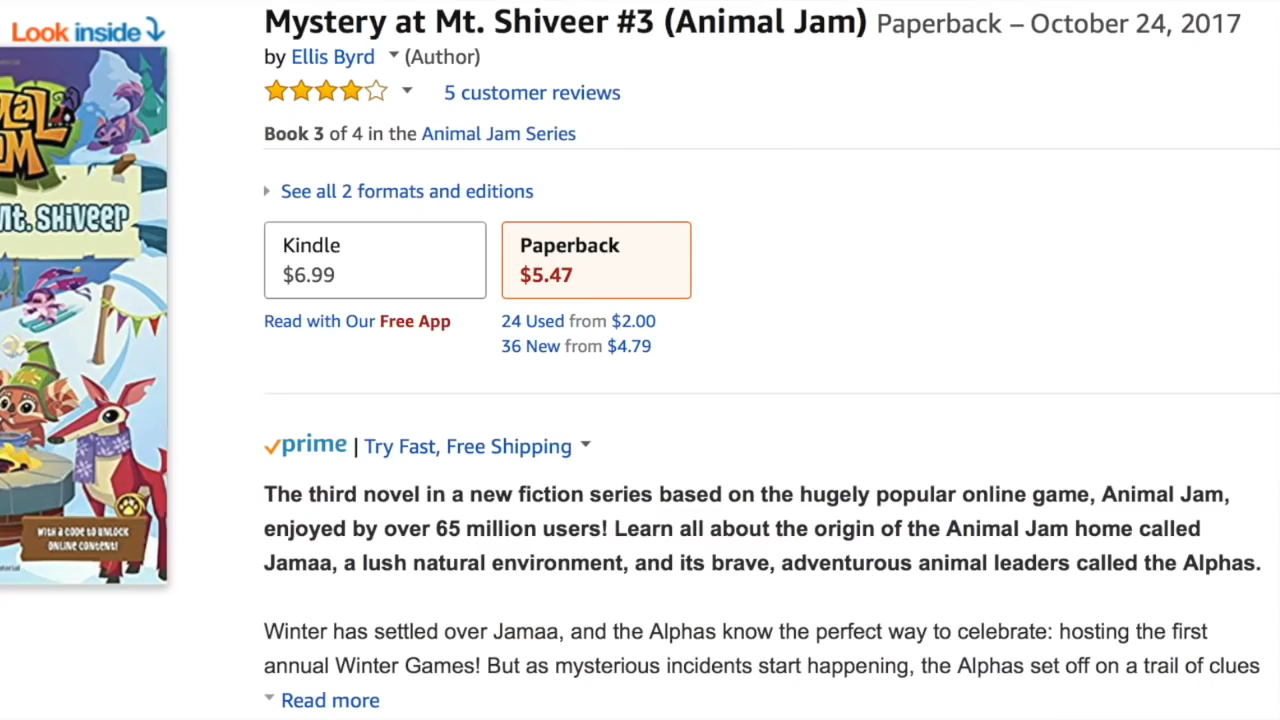 Look inside
Mystery at Mt. Shiveer #3 (Animal Jam) Paperback – October 24, 2017
by Ellis Byrd (Author)
5 customer reviews
Book 3 of 4 in the Animal Jam Series
See all 2 formats and editions
Kindle
$6.99
Paperback
$5.47
Read with Our Free App
24 Used from $2.00
36 New from $4.79
prime | Try Fast, Free Shipping
The third novel in a new fiction series based on the hugely popular online game, Animal Jam,
enjoyed by over 65 million users! Learn all about the origin of the Animal Jam home called
Jamaa, a lush natural environment, and its brave, adventurous animal leaders called the Alphas.
Winter has settled over Jamaa, and the Alphas know the perfect way to celebrate: hosting the first
annual Winter Games! But as mysterious incidents start happening, the Alphas set off on a trail of clues
Read more
Mt. SHiveeR
WiTH a CoDe To UNLoCK
oNLiNe CoNTeNT!